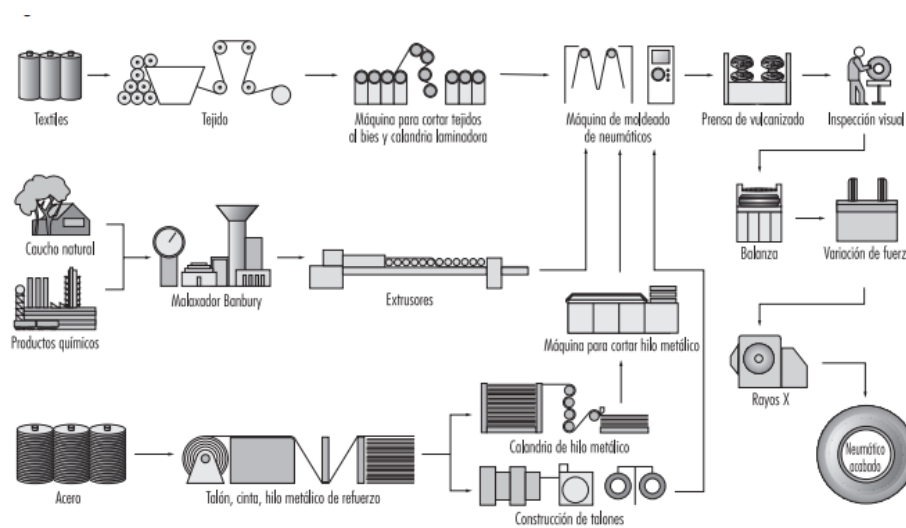 Textiles
Tejido
Máquina para cortar tejidos
al bies y calandria laminadora
Máquina de moldeado
de neumáticos
Prensa de vulcanizado
Inspección visual
Caucho natural
Productos químicos
Malaxador Banbury
Extrusores
Máquina para cortar hilo metálico
Balanza
Variación de fuerz
Rayos X
Neumático
acabado
Acero
Talón, cinta, hilo metálico de refuerzo
Calandria de hilo metálico
Construcción de talones